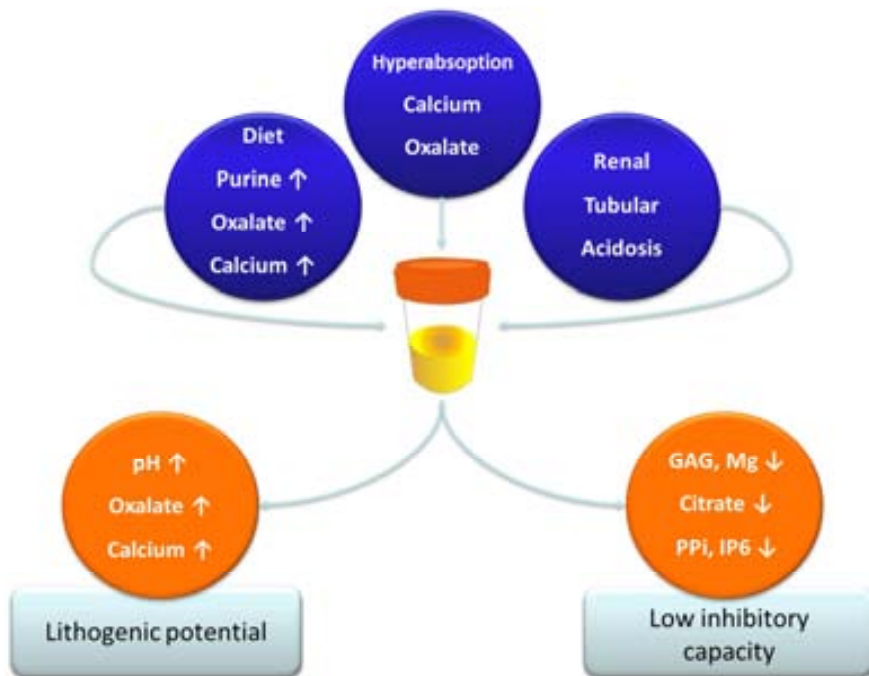 Hyperabsoption
Calcium
Oxalate
Diet
Purine ↑
Oxalate ↑
Calcium ↑
Renal
Tubular
Acidosis
pH ↑
Oxalate ↑
Calcium ↑
Lithogenic potential
GAG, Mg ↓
Citrate ↓
PPi, IP6 ↓
Low inhibitory
capacity